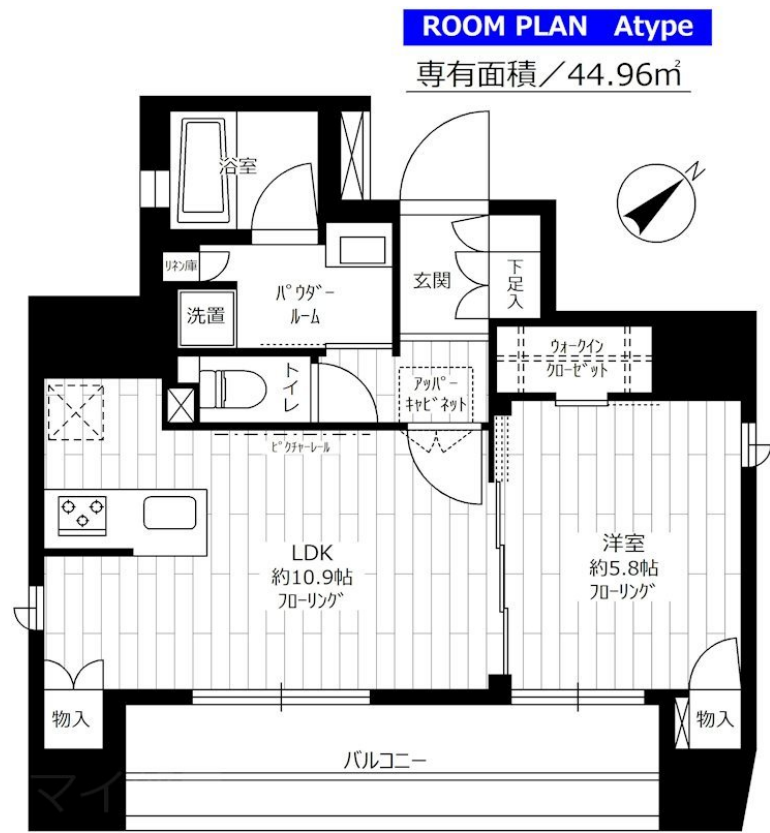 ROOM PLAN Atype
専有面積／44.96㎡
N
浴室
ﾘﾈﾝ庫
洗置
ﾊﾟｳﾀﾞｰ
ﾙｰﾑ
玄関
下足入
トイレ
ｱｯﾊﾟｰ
ｷｬﾋﾞﾈｯﾄ
ｳｫｰｸｲﾝ
ｸﾛｰｾﾞｯﾄ
ﾋﾟｸﾁｬｰﾚｰﾙ
LDK
約10.9帖
ﾌﾛｰﾘﾝｸﾞ
洋室
約5.8帖
ﾌﾛｰﾘﾝｸﾞ
物入
物入
バルコニー